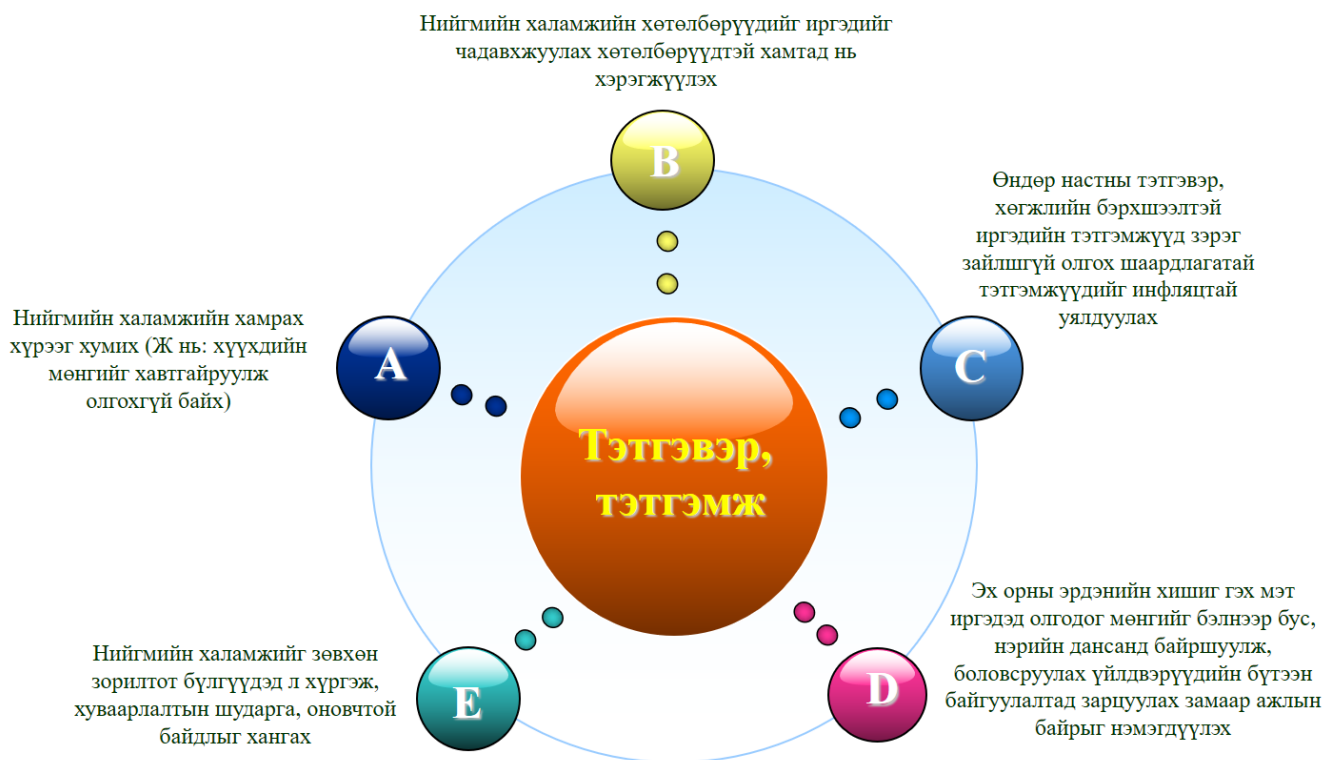 Нийгмийн халамжийн хөтөлбөрүүдийг иргэдийг
чадавхжуулах хөтөлбөрүүдтэй хамтад нь
хэрэгжүүлэх
B
Өндөр настны тэтгэвэр,
хөгжлийн бэрхшээлтэй
иргэдийн тэтгэмжүүд зэрэг
зайлшгүй олгох шаардлагатай
тэтгэмжүүдийг инфляцтай
уялдуулах
C
Нийгмийн халамжийн хамрах
хүрээг хумих (Ж нь: хүүхдийн
мөнгийг хавтгайруулж
олгохгүй байх)
A
Тэтгэвэр,
тэтгэмж
Эх орны эрдэнийн хишиг гэх мэт
иргэдэд олгодог мөнгийг бэлнээр бус,
нэрийн дансанд байршуулж,
боловсруулах үйлдвэрүүдийн бүтээн
байгуулалтад зарцуулах замаар ажлын
байрыг нэмэгдүүлэх
D
Нийгмийн халамжийг зөвхөн
зорилтот бүлгүүдэд л хүргэж,
хуваарлалтын шударга, оновчтой
байдлыг хангах
E